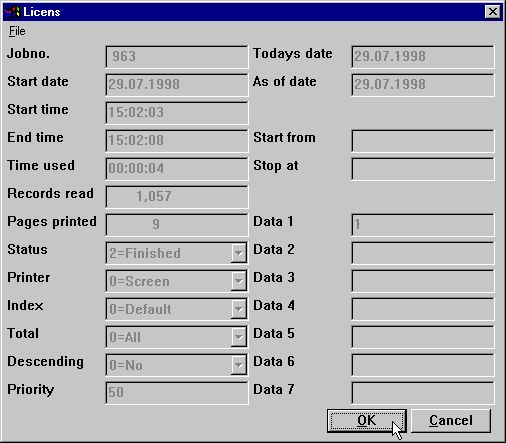 Licens
File
Jobno. 963 Todays date 29.07.1998
Start date 29.07.1998 As of date 29.07.1998
Start time 15:02:03
End time 15:02:08 Start from
Time used 00:00:04 Stop at
Records read 1,057
Pages printed 9 Data 1 1
Status 2=Finished Data 2
Printer 0=Screen Data 3
Index 0=Default Data 4
Total 0=All Data 5
Descending 0=No Data 6
Priority 50 Data 7
OK Cancel